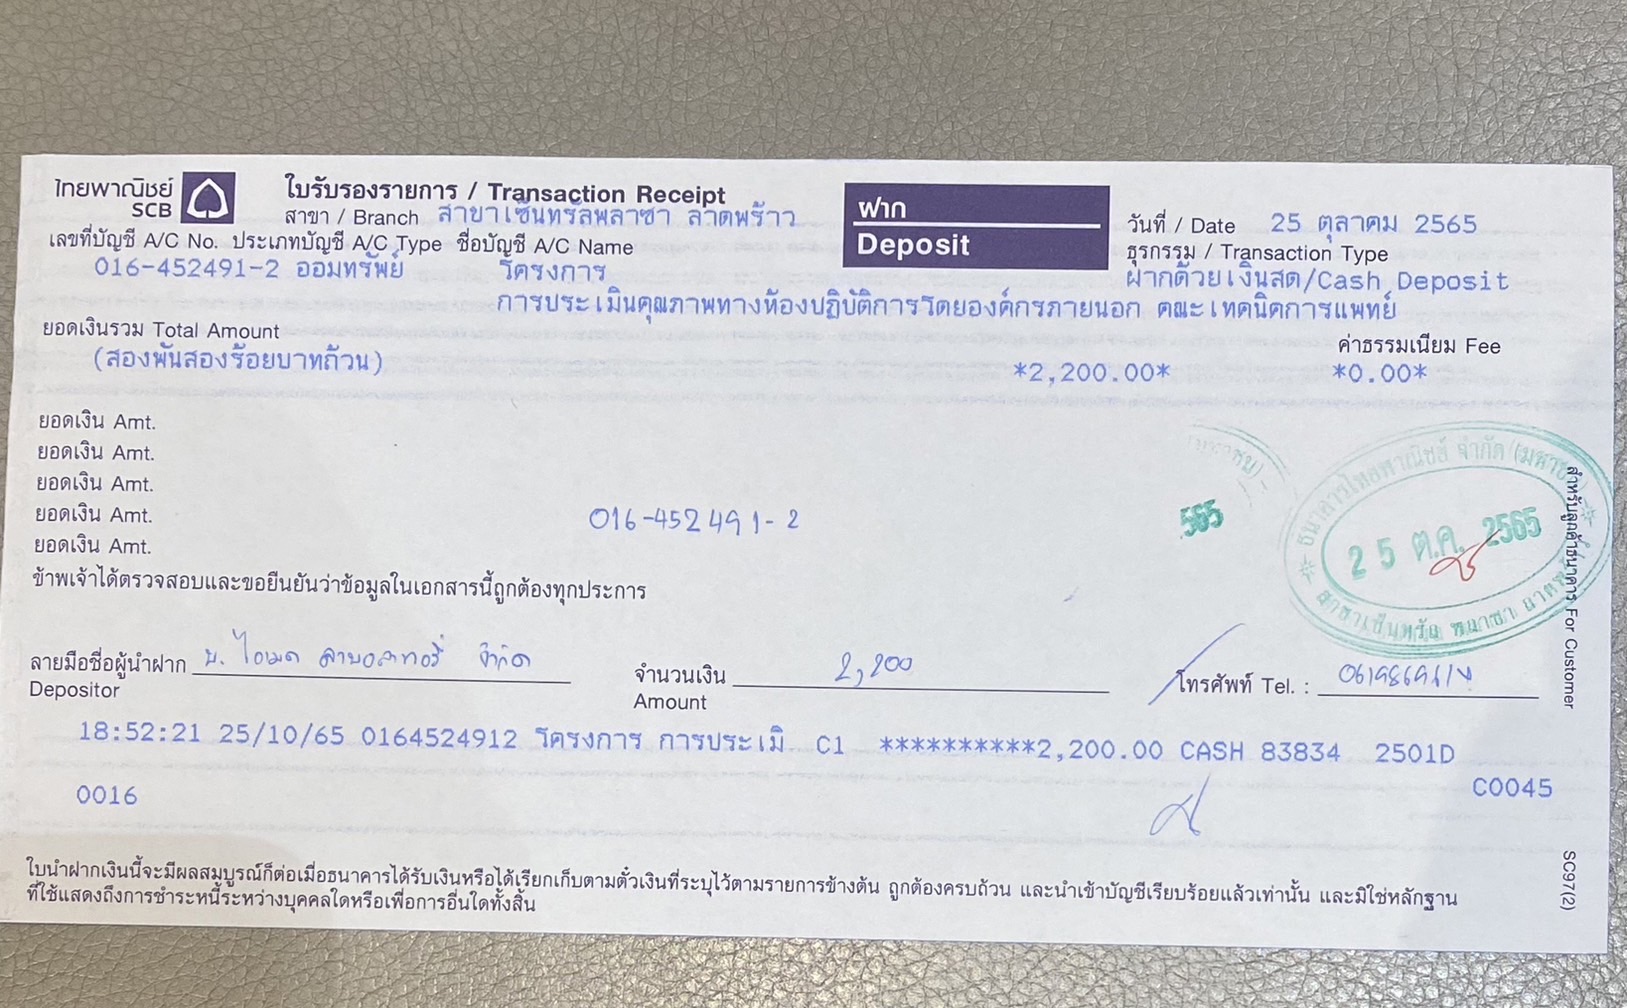 ไทยพาณิชย์
SCB
ใบรับรองรายการ / Transaction Receipt
สาขา / Branch สาขาเซ็นทรัลพลาซา ลาดพร้าว
ฝาก
Deposit
วันที่ / Date 25 ตุลาคม 2565
เลขที่บัญชี A/C No. ประเภทบัญชี A/C Type ชื่อบัญชี A/C Name
ธุรกรรม / Transaction Type
016-452491-2 ออมทรัพย์ โครงการ
ฝากด้วยเงินสด/Cash Deposit
การประเมินคุณภาพทางห้องปฏิบัติการโดยองค์กรภายนอก คณะเทคนิคการแพทย์
ยอดเงินรวม Total Amount
ค่าธรรมเนียม Fee
(สองพันสองร้อยบาทถ้วน) *2,200.00* *0.00*
ยอดเงิน Amt.
ยอดเงิน Amt.
ยอดเงิน Amt.
ยอดเงิน Amt.
016-452491-2
ยอดเงิน Amt.
565
ธนาคารไทยพาณิชย์ จำกัด (มหาชน)
25 ต.ค. 2565
สาขาเซ็นทรัล พลาซา ลาดพร้าว
สำหรับลูกค้าธนาคาร For Customer
ข้าพเจ้าได้ตรวจสอบและขอยืนยันว่าข้อมูลในเอกสารนี้ถูกต้องทุกประการ
ลายมือชื่อผู้นำฝาก บ. ไอเมด ลาบอลาทอรี่ จำกัด
Depositor
จำนวนเงิน 2,200
Amount
โทรศัพท์ Tel. :
18:52:21 25/10/65 0164524912 โครงการ การประเมิ C1 **********2,200.00 CASH 83834 2501D
0016 C0045
ใบนำฝากเงินนี้จะมีผลสมบูรณ์ก็ต่อเมื่อธนาคารได้รับเงินหรือได้เรียกเก็บตามตั๋วเงินที่ระบุไว้ตามรายการข้างต้น ถูกต้องครบถ้วน และนำเข้าบัญชีเรียบร้อยแล้วเท่านั้น และมิใช่หลักฐาน
ที่ใช้แสดงถึงการชำระหนี้ระหว่างบุคคลใดหรือเพื่อการอื่นใดทั้งสิ้น
SC97(2)